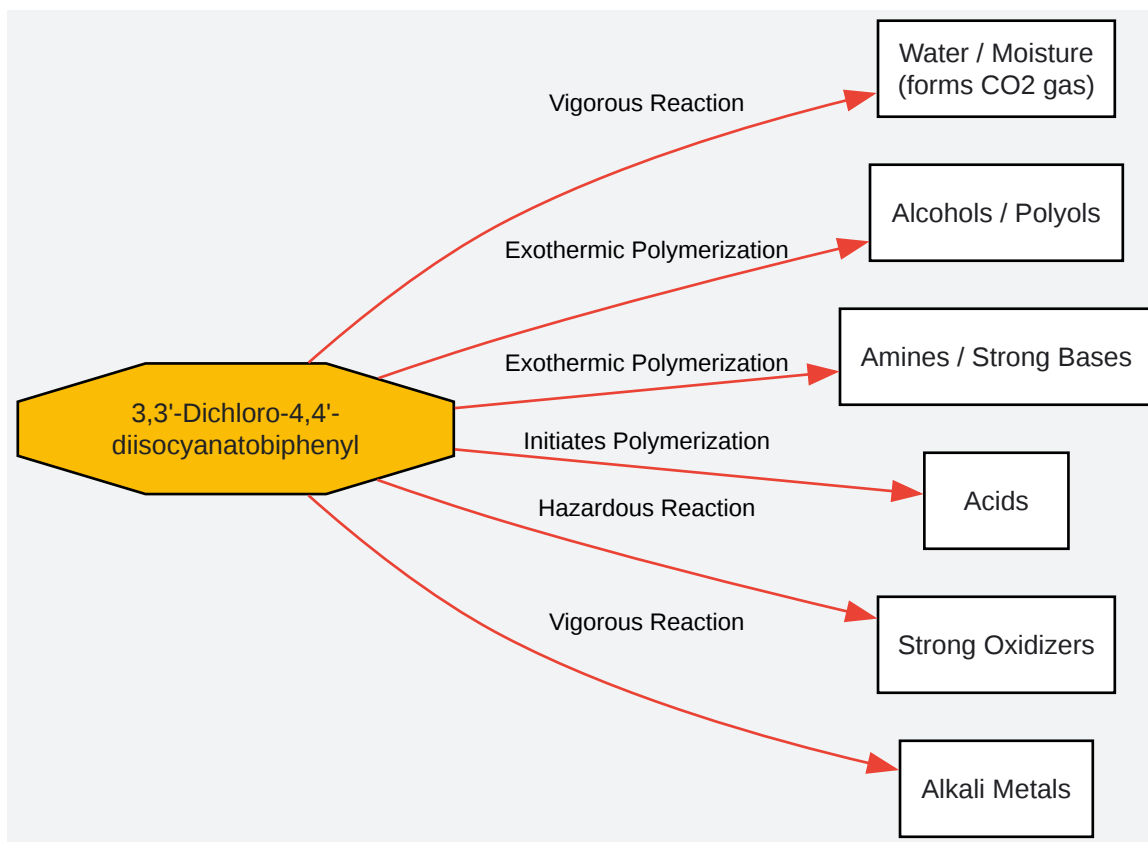 Water / Moisture
(forms CO2 gas)
Vigorous Reaction
Alcohols / Polyols
Exothermic Polymerization
Amines / Strong Bases
Exothermic Polymerization
3,3'-Dichloro-4,4'-
diisocyanatobiphenyl
Initiates Polymerization
Acids
Hazardous Reaction
Strong Oxidizers
Vigorous Reaction
Alkali Metals